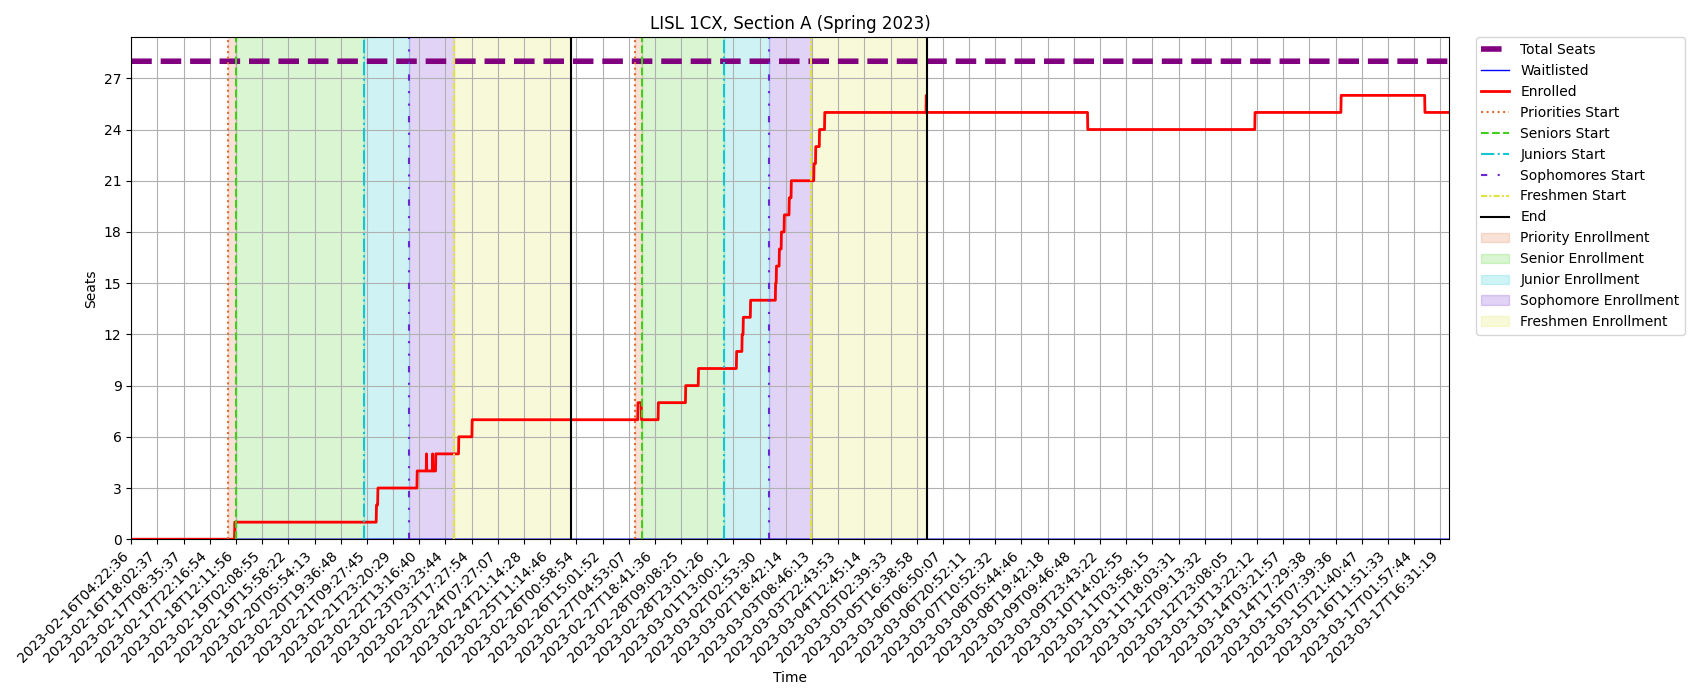 LISL 1CX, Section A (Spring 2023)
Total Seats
Waitlisted
Enrolled
Priorities Start
Seniors Start
Juniors Start
Sophomores Start
Freshmen Start
End
Priority Enrollment
Senior Enrollment
Junior Enrollment
Sophomore Enrollment
Freshmen Enrollment
Seats
27
24
21
18
15
12
9
6
3
0
2023-02-16T04:22:36
2023-02-16T18:02:37
2023-02-17T08:35:37
2023-02-17T22:16:54
2023-02-18T12:11:56
2023-02-19T02:08:55
2023-02-19T15:58:22
2023-02-20T05:54:13
2023-02-20T19:36:48
2023-02-21T09:27:45
2023-02-21T23:20:29
2023-02-22T13:16:40
2023-02-23T03:23:44
2023-02-23T17:27:54
2023-02-24T07:27:07
2023-02-24T21:14:28
2023-02-25T11:14:46
2023-02-26T00:58:54
2023-02-26T15:01:52
2023-02-27T04:53:07
2023-02-27T18:41:36
2023-02-28T09:08:25
2023-02-28T23:01:26
2023-03-01T13:00:12
2023-03-02T02:53:30
2023-03-02T18:42:14
2023-03-03T08:46:13
2023-03-03T22:43:53
2023-03-04T12:45:14
2023-03-05T02:39:33
2023-03-05T16:38:58
2023-03-06T06:50:07
2023-03-06T20:52:11
2023-03-07T10:52:32
2023-03-08T05:44:46
2023-03-08T19:42:18
2023-03-09T09:46:48
2023-03-09T23:43:22
2023-03-10T14:02:55
2023-03-11T03:58:15
2023-03-11T18:03:31
2023-03-12T09:13:32
2023-03-12T23:08:05
2023-03-13T13:22:12
2023-03-14T03:21:57
2023-03-14T17:29:38
2023-03-15T07:39:36
2023-03-15T21:40:47
2023-03-16T11:51:33
2023-03-17T01:57:44
2023-03-17T16:31:19
Time